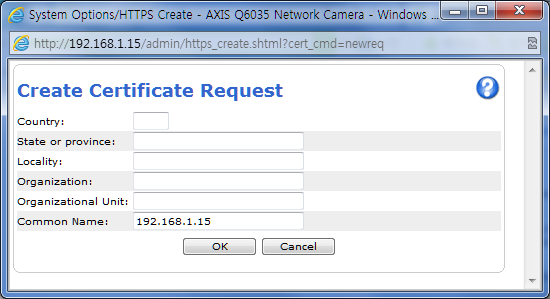 System Options/HTTPS Create - AXIS Q6035 Network Camera - Windows ...
http://192.168.1.15/admin/https_create.shtml?cert_cmd=newreq
Create Certificate Request
?
Country:
State or province:
Locality:
Organization:
Organizational Unit:
Common Name: 192.168.1.15
OK Cancel